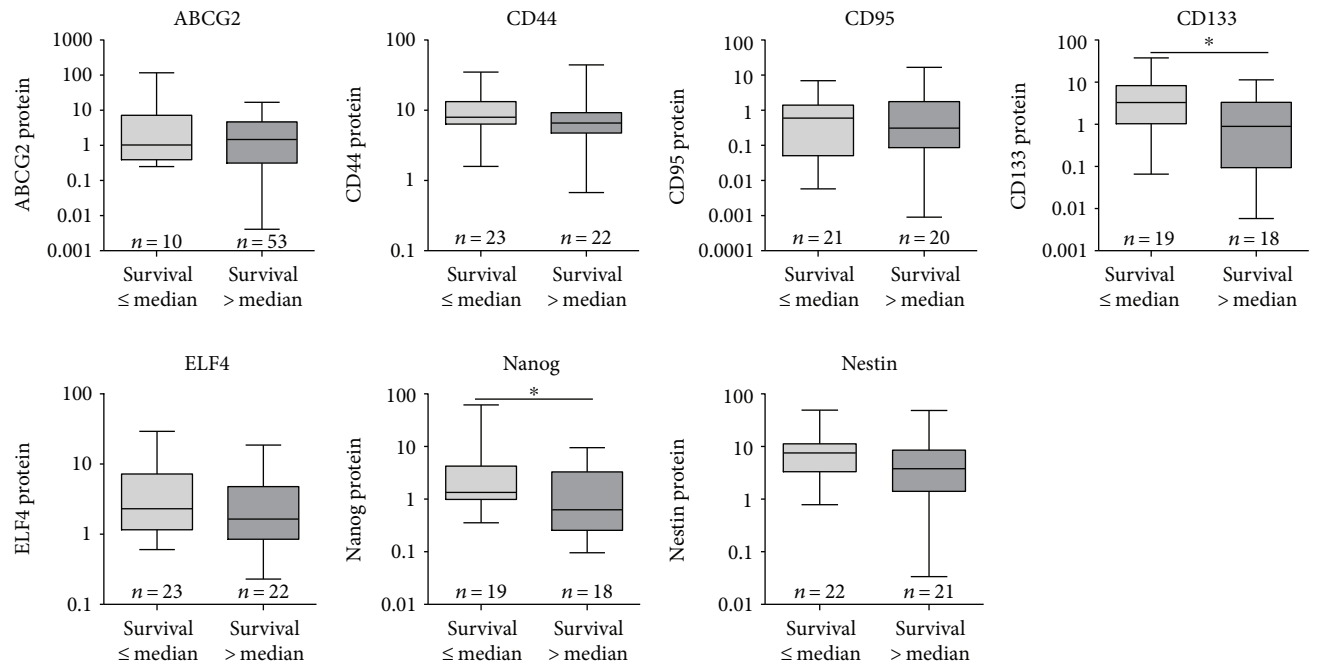 ABCG2
ABCG2 protein
1000
100
10
1
0.1
0.01
0.001
n = 10
n = 53
Survival
≤ median
Survival
> median
CD44
CD44 protein
100
10
1
0.1
n = 23
n = 22
Survival
≤ median
Survival
> median
CD95
CD95 protein
100
10
1
0.1
0.01
0.0001
0.0001
n = 21
n = 20
Survival
≤ median
Survival
> median
CD133
CD133 protein
100
10
1
0.1
0.01
0.001
*
n = 19
n = 18
Survival
≤ median
Survival
> median
ELF4
ELF4 protein
100
10
1
0.1
n = 23
n = 22
Survival
≤ median
Survival
> median
Nanog
Nanog protein
100
10
1
0.1
0.01
*
n = 19
n = 18
Survival
≤ median
Survival
> median
Nestin
Nestin protein
100
10
1
0.1
0.01
n = 22
n = 21
Survival
≤ median
Survival
> median